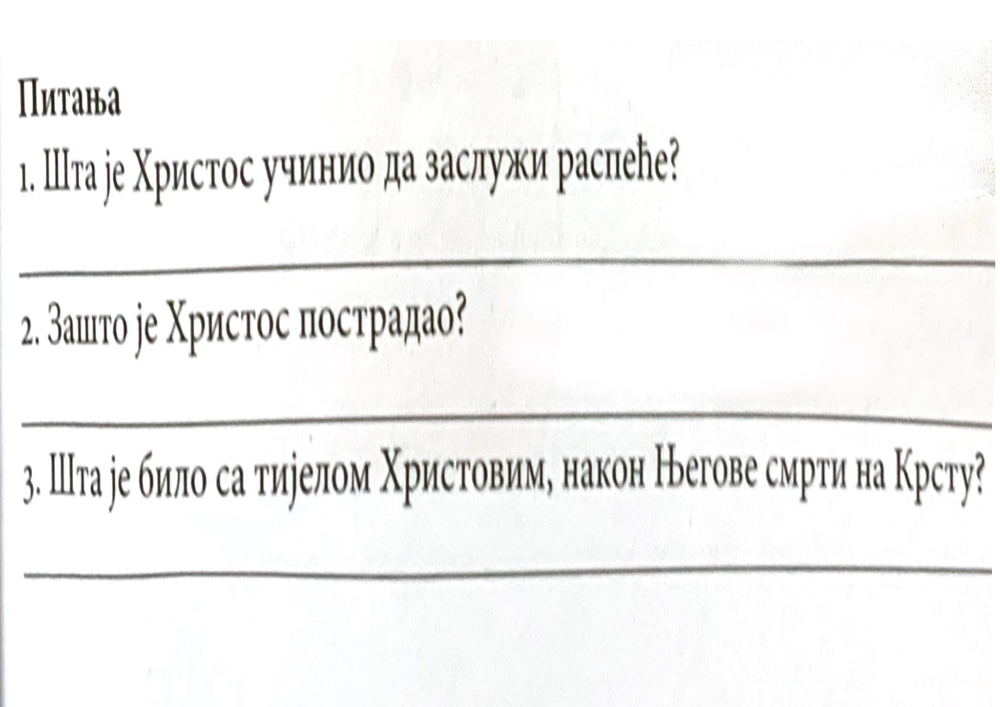 Питања
1. Шта је Христос учинио да заслужи распеће?
2. Зашто је Христос пострадао?
3. Шта је било са тијелом Христовим, након Његове смрти на Крсту?